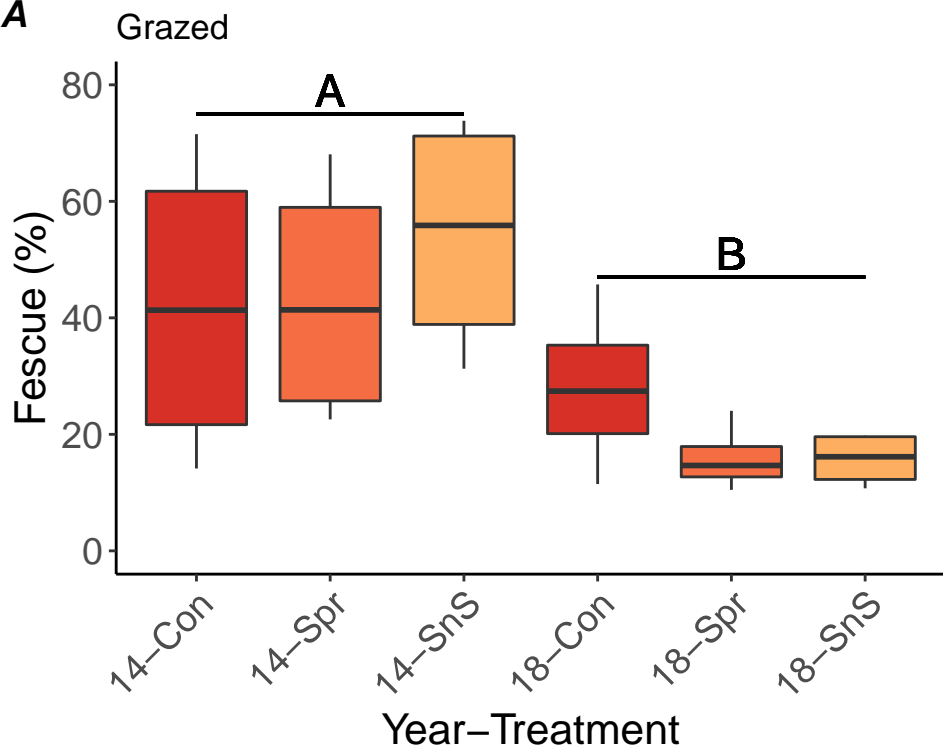 A
Grazed
80
60
40
20
0
Fescue (%)
A
B
14−Con
14−Spr
14−SnS
18−Con
18−Spr
18−SnS
Year−Treatment